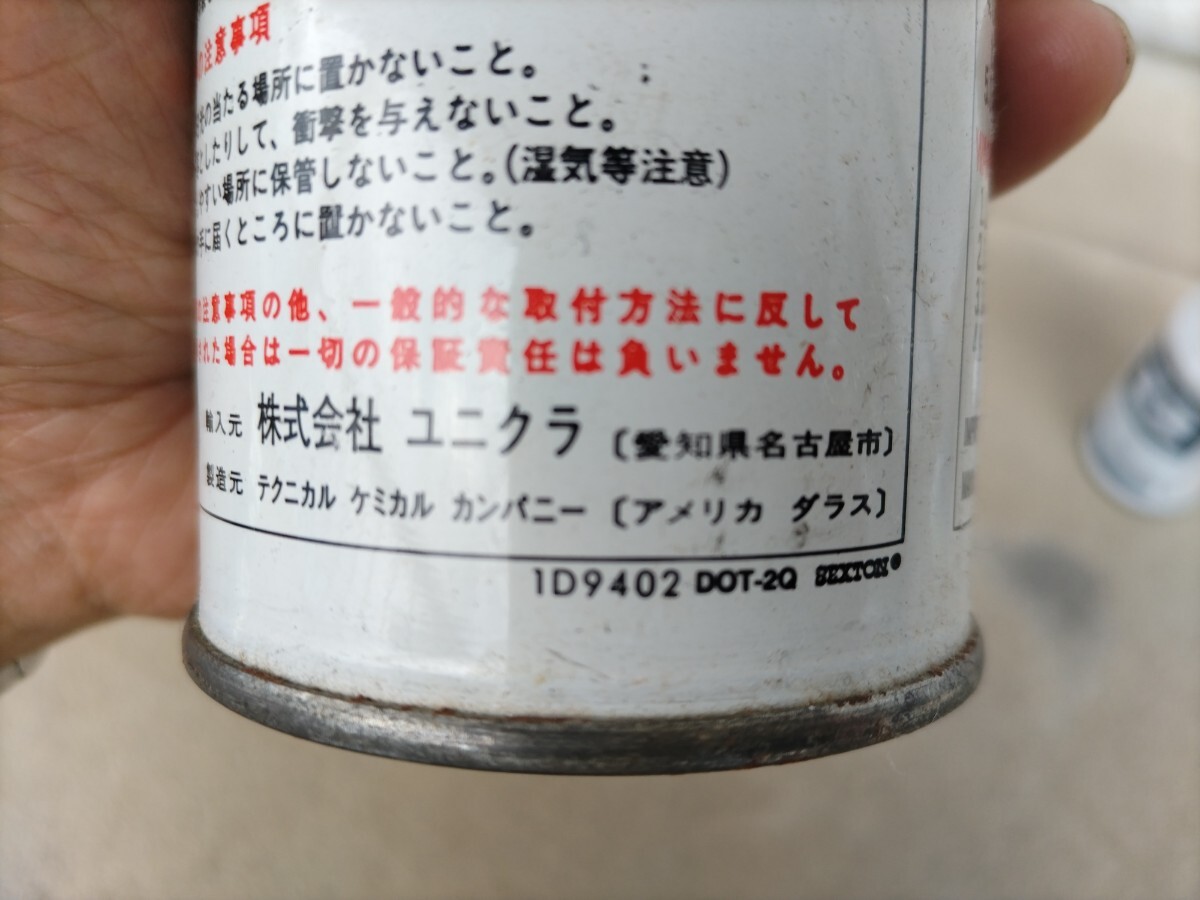 注意事項
の当たる場所に置かないこと。
したりして、衝撃を与えないこと。
やすい場所に保管しないこと。(湿気等注意)
手に届くところに置かないこと。
注意事項の他、一般的な取付方法に反して
された場合は一切の保証責任は負いません。
輸入元 株式会社 ユニクラ 〔愛知県名古屋市〕
製造元 テクニカル ケミカル カンパニー 〔アメリカ ダラス〕
1D9402 DOT-2Q SEXTON®